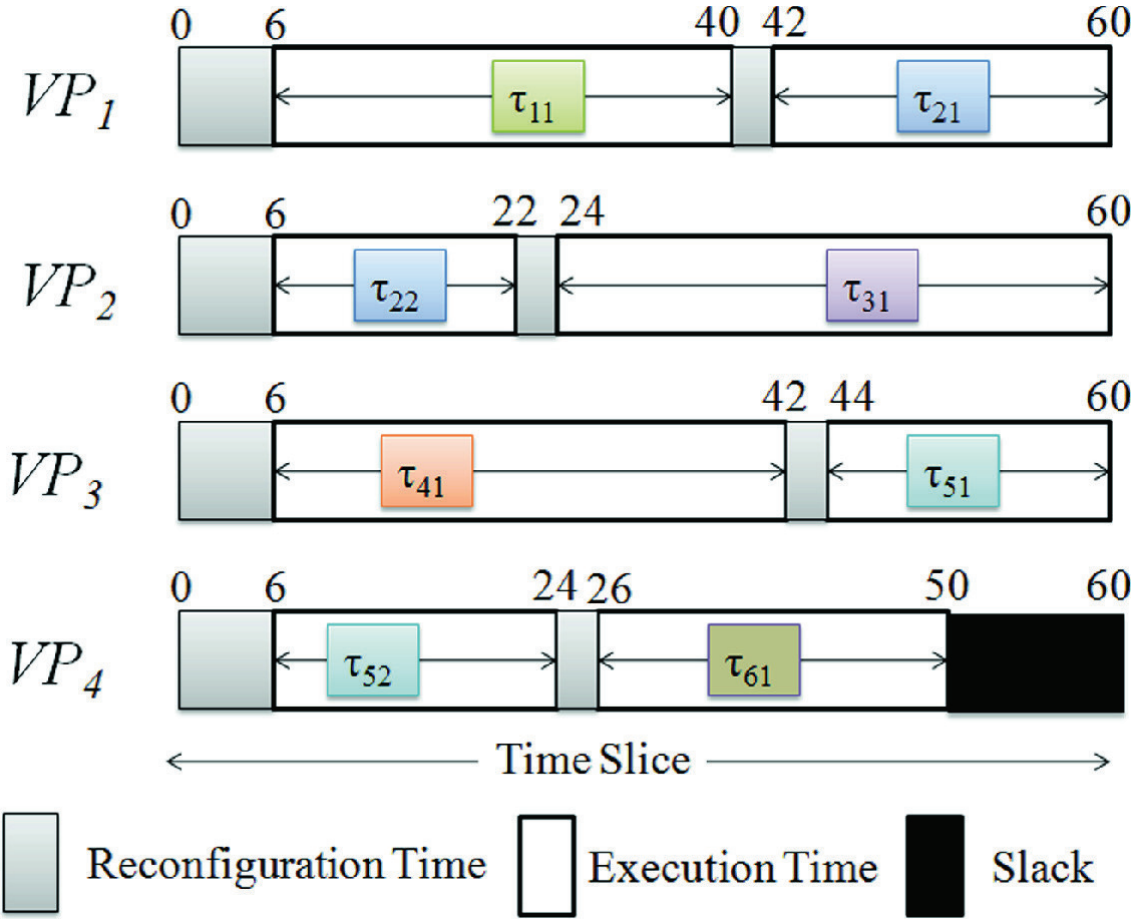 0 6 40 42 60
VP1 τ11 τ21
0 6 22 24 60
VP2 τ22 τ31
0 6 42 44 60
VP3 τ41 τ51
0 6 24 26 50 60
VP4 τ52 τ61
Time Slice
Reconfiguration Time Execution Time Slack